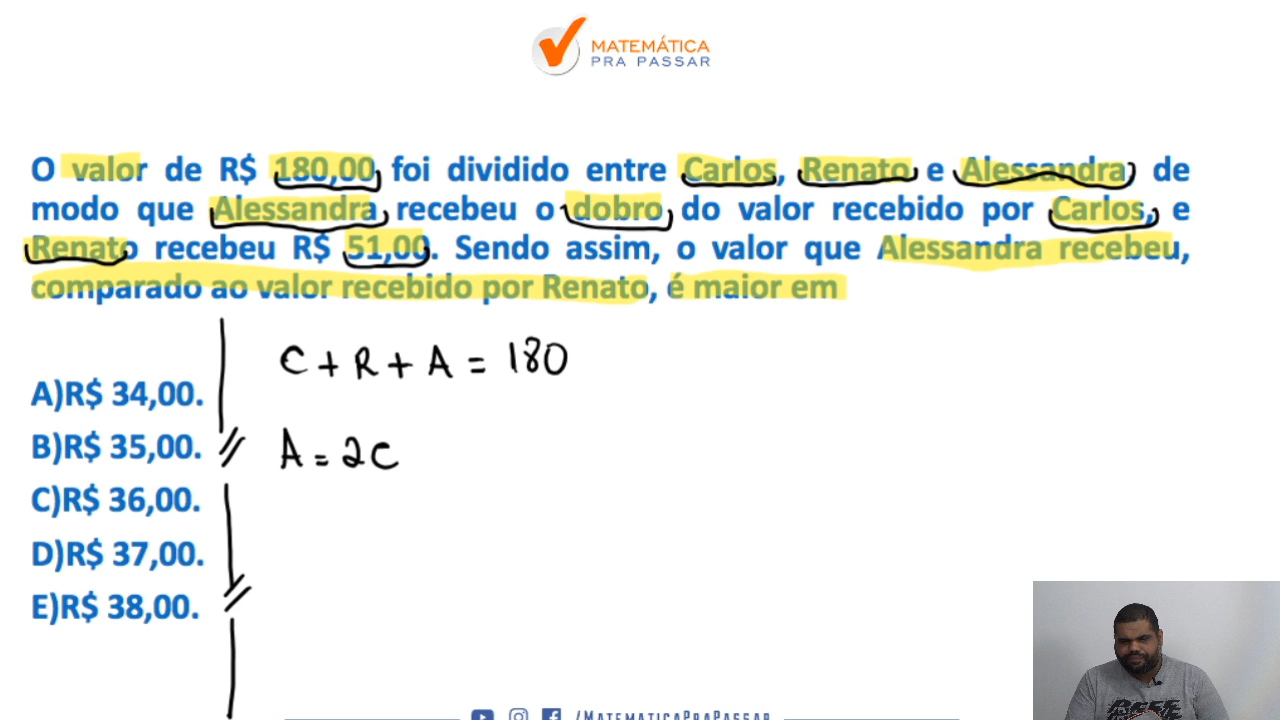 MATEMÁTICA
PRA PASSAR
O valor de R$ 180,00 foi dividido entre Carlos, Renato e Alessandra, de
modo que Alessandra recebeu o dobro do valor recebido por Carlos, e
Renato recebeu R$ 51,00. Sendo assim, o valor que Alessandra recebeu,
comparado ao valor recebido por Renato, é maior em
C + R + A = 180
A)R$ 34,00.
B)R$ 35,00.
A = 2C
C)R$ 36,00.
D)R$ 37,00.
E)R$ 38,00.
/MATEMATICAPRAPASSAR